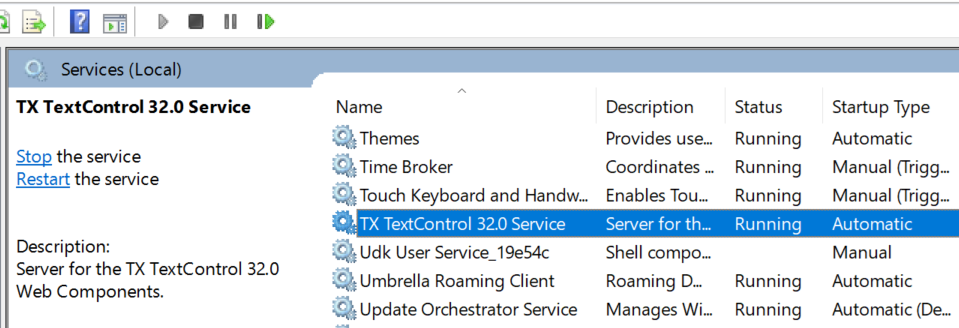 Services (Local)
TX TextControl 32.0 Service
Stop the service
Restart the service
Description:
Server for the TX TextControl 32.0
Web Components.
Name Description Status Startup Type
Themes Provides use... Running Automatic
Time Broker Coordinates ... Running Manual (Trigg...
Touch Keyboard and Handw... Enables Tou... Running Manual (Trigg...
TX TextControl 32.0 Service Server for th... Running Automatic
Udk User Service_19e54c Shell compo... Manual
Umbrella Roaming Client Roaming D... Running Automatic
Update Orchestrator Service Manages Wi... Running Automatic (De...